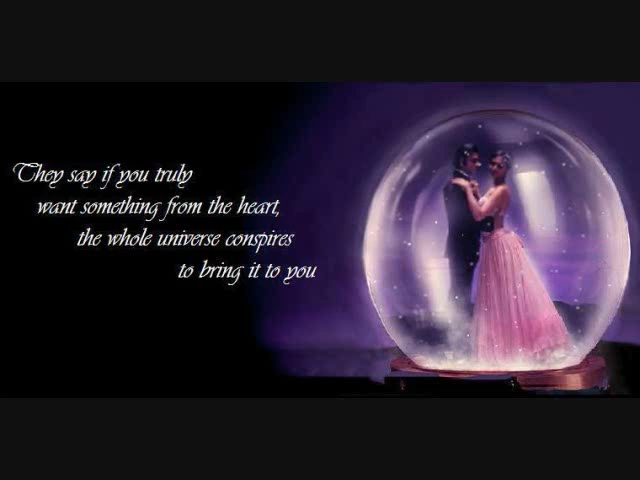 They say if you truly
want something from the heart,
the whole universe conspires
to bring it to you